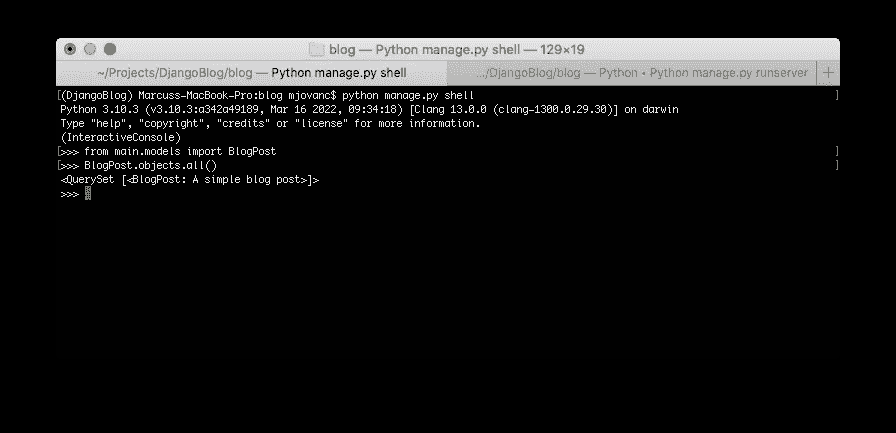 blog — Python manage.py shell — 129×19
~/Projects/DjangoBlog/blog — Python manage.py shell
.../DjangoBlog/blog — Python • Python manage.py runserver +
[(DjangoBlog) Marcuss-MacBook-Pro:blog mjovanc$ python manage.py shell ]
Python 3.10.3 (v3.10.3:a342a49189, Mar 16 2022, 09:34:18) [Clang 13.0.0 (clang-1300.0.29.30)] on darwin
Type "help", "copyright", "credits" or "license" for more information.
(InteractiveConsole)
[>>> from main.models import BlogPost ]
[>>> BlogPost.objects.all() ]
<QuerySet [<BlogPost: A simple blog post>]>
>>>